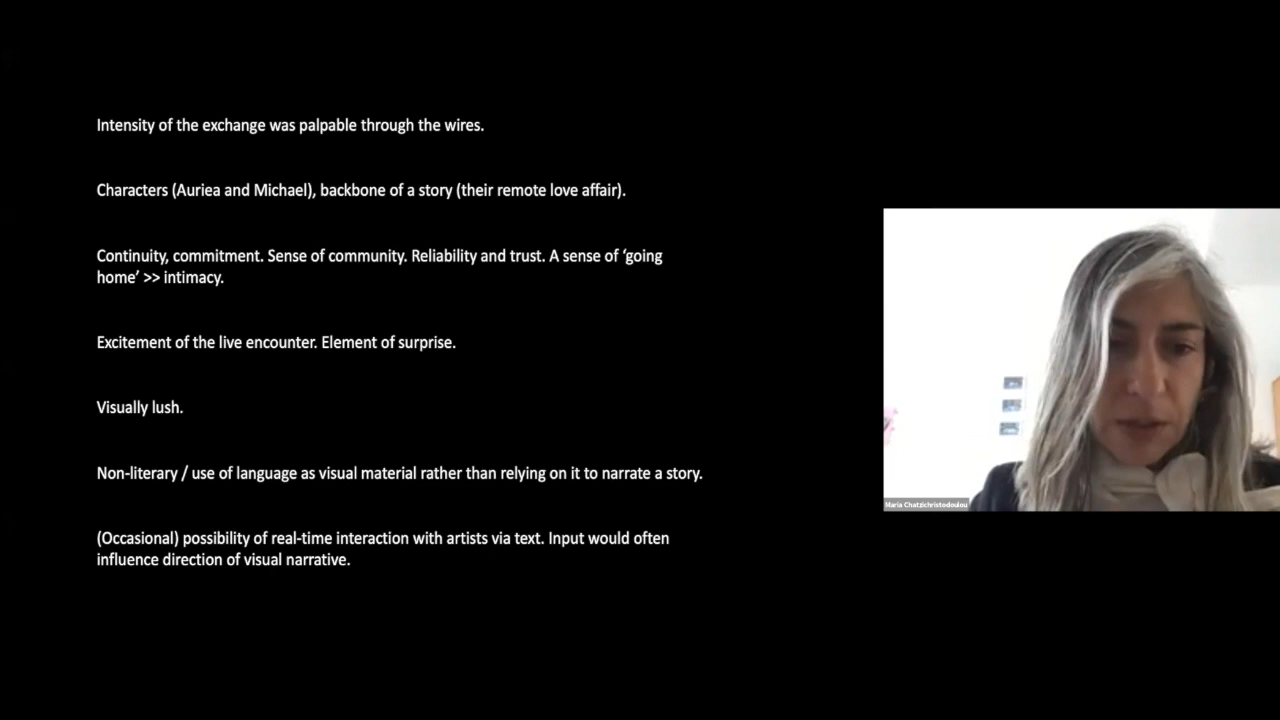 Intensity of the exchange was palpable through the wires.
Characters (Auriea and Michael), backbone of a story (their remote love affair).
Continuity, commitment. Sense of community. Reliability and trust. A sense of ‘going
home’ >> intimacy.
Excitement of the live encounter. Element of surprise.
Visually lush.
Non-literary / use of language as visual material rather than relying on it to narrate a story.
(Occasional) possibility of real-time interaction with artists via text. Input would often
influence direction of visual narrative.
Maria Chatzichristodoulou